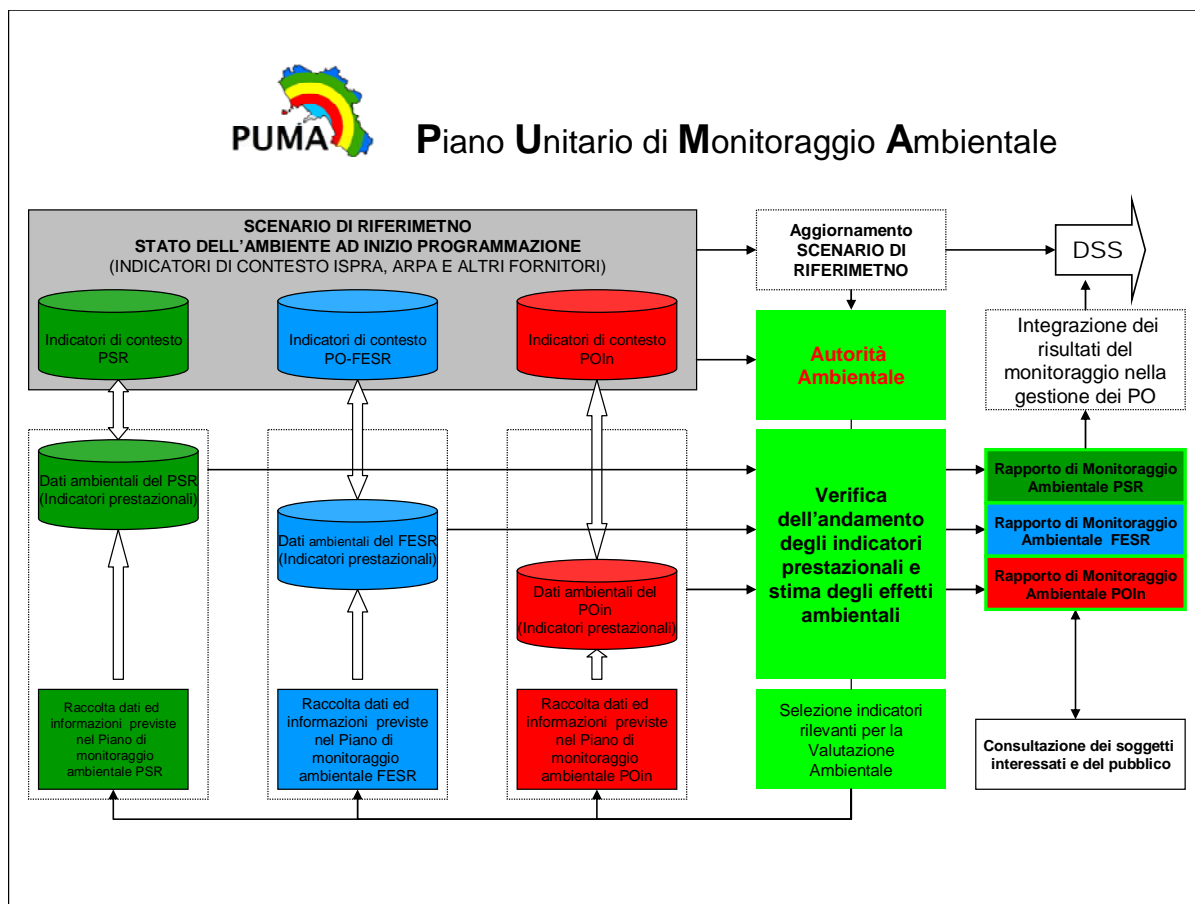 PUMA
Piano Unitario di Monitoraggio Ambientale
SCENARIO DI RIFERIMETNO
STATO DELL'AMBIENTE AD INIZIO PROGRAMMAZIONE
(INDICATORI DI CONTESTO ISPRA, ARPA E ALTRI FORNITORI)
Indicatori di contesto
PSR
Indicatori di contesto
PO-FESR
Indicatori di contesto
POIn
Aggiornamento
SCENARIO DI
RIFERIMETNO
DSS
Autorità
Ambientale
Integrazione dei
risultati del
monitoraggio nella
gestione dei PO
Dati ambientali del PSR
(Indicatori prestazionali)
Dati ambientali del FESR
(Indicatori prestazionali)
Dati ambientali del
POin
(Indicatori prestazionali)
Verifica
dell'andamento
degli indicatori
prestazionali e
stima degli effetti
ambientali
Rapporto di Monitoraggio
Ambientale PSR
Rapporto di Monitoraggio
Ambientale FESR
Rapporto di Monitoraggio
Ambientale POIn
Raccolta dati ed
informazioni previste
nel Piano di
monitoraggio
ambientale PSR
Raccolta dati ed
informazioni previste
nel Piano di
monitoraggio
ambientale FESR
Raccolta dati ed
informazioni previste
nel Piano di
monitoraggio
ambientale POin
Selezione indicatori
rilevanti per la
Valutazione
Ambientale
Consultazione dei soggetti
interessati e del pubblico